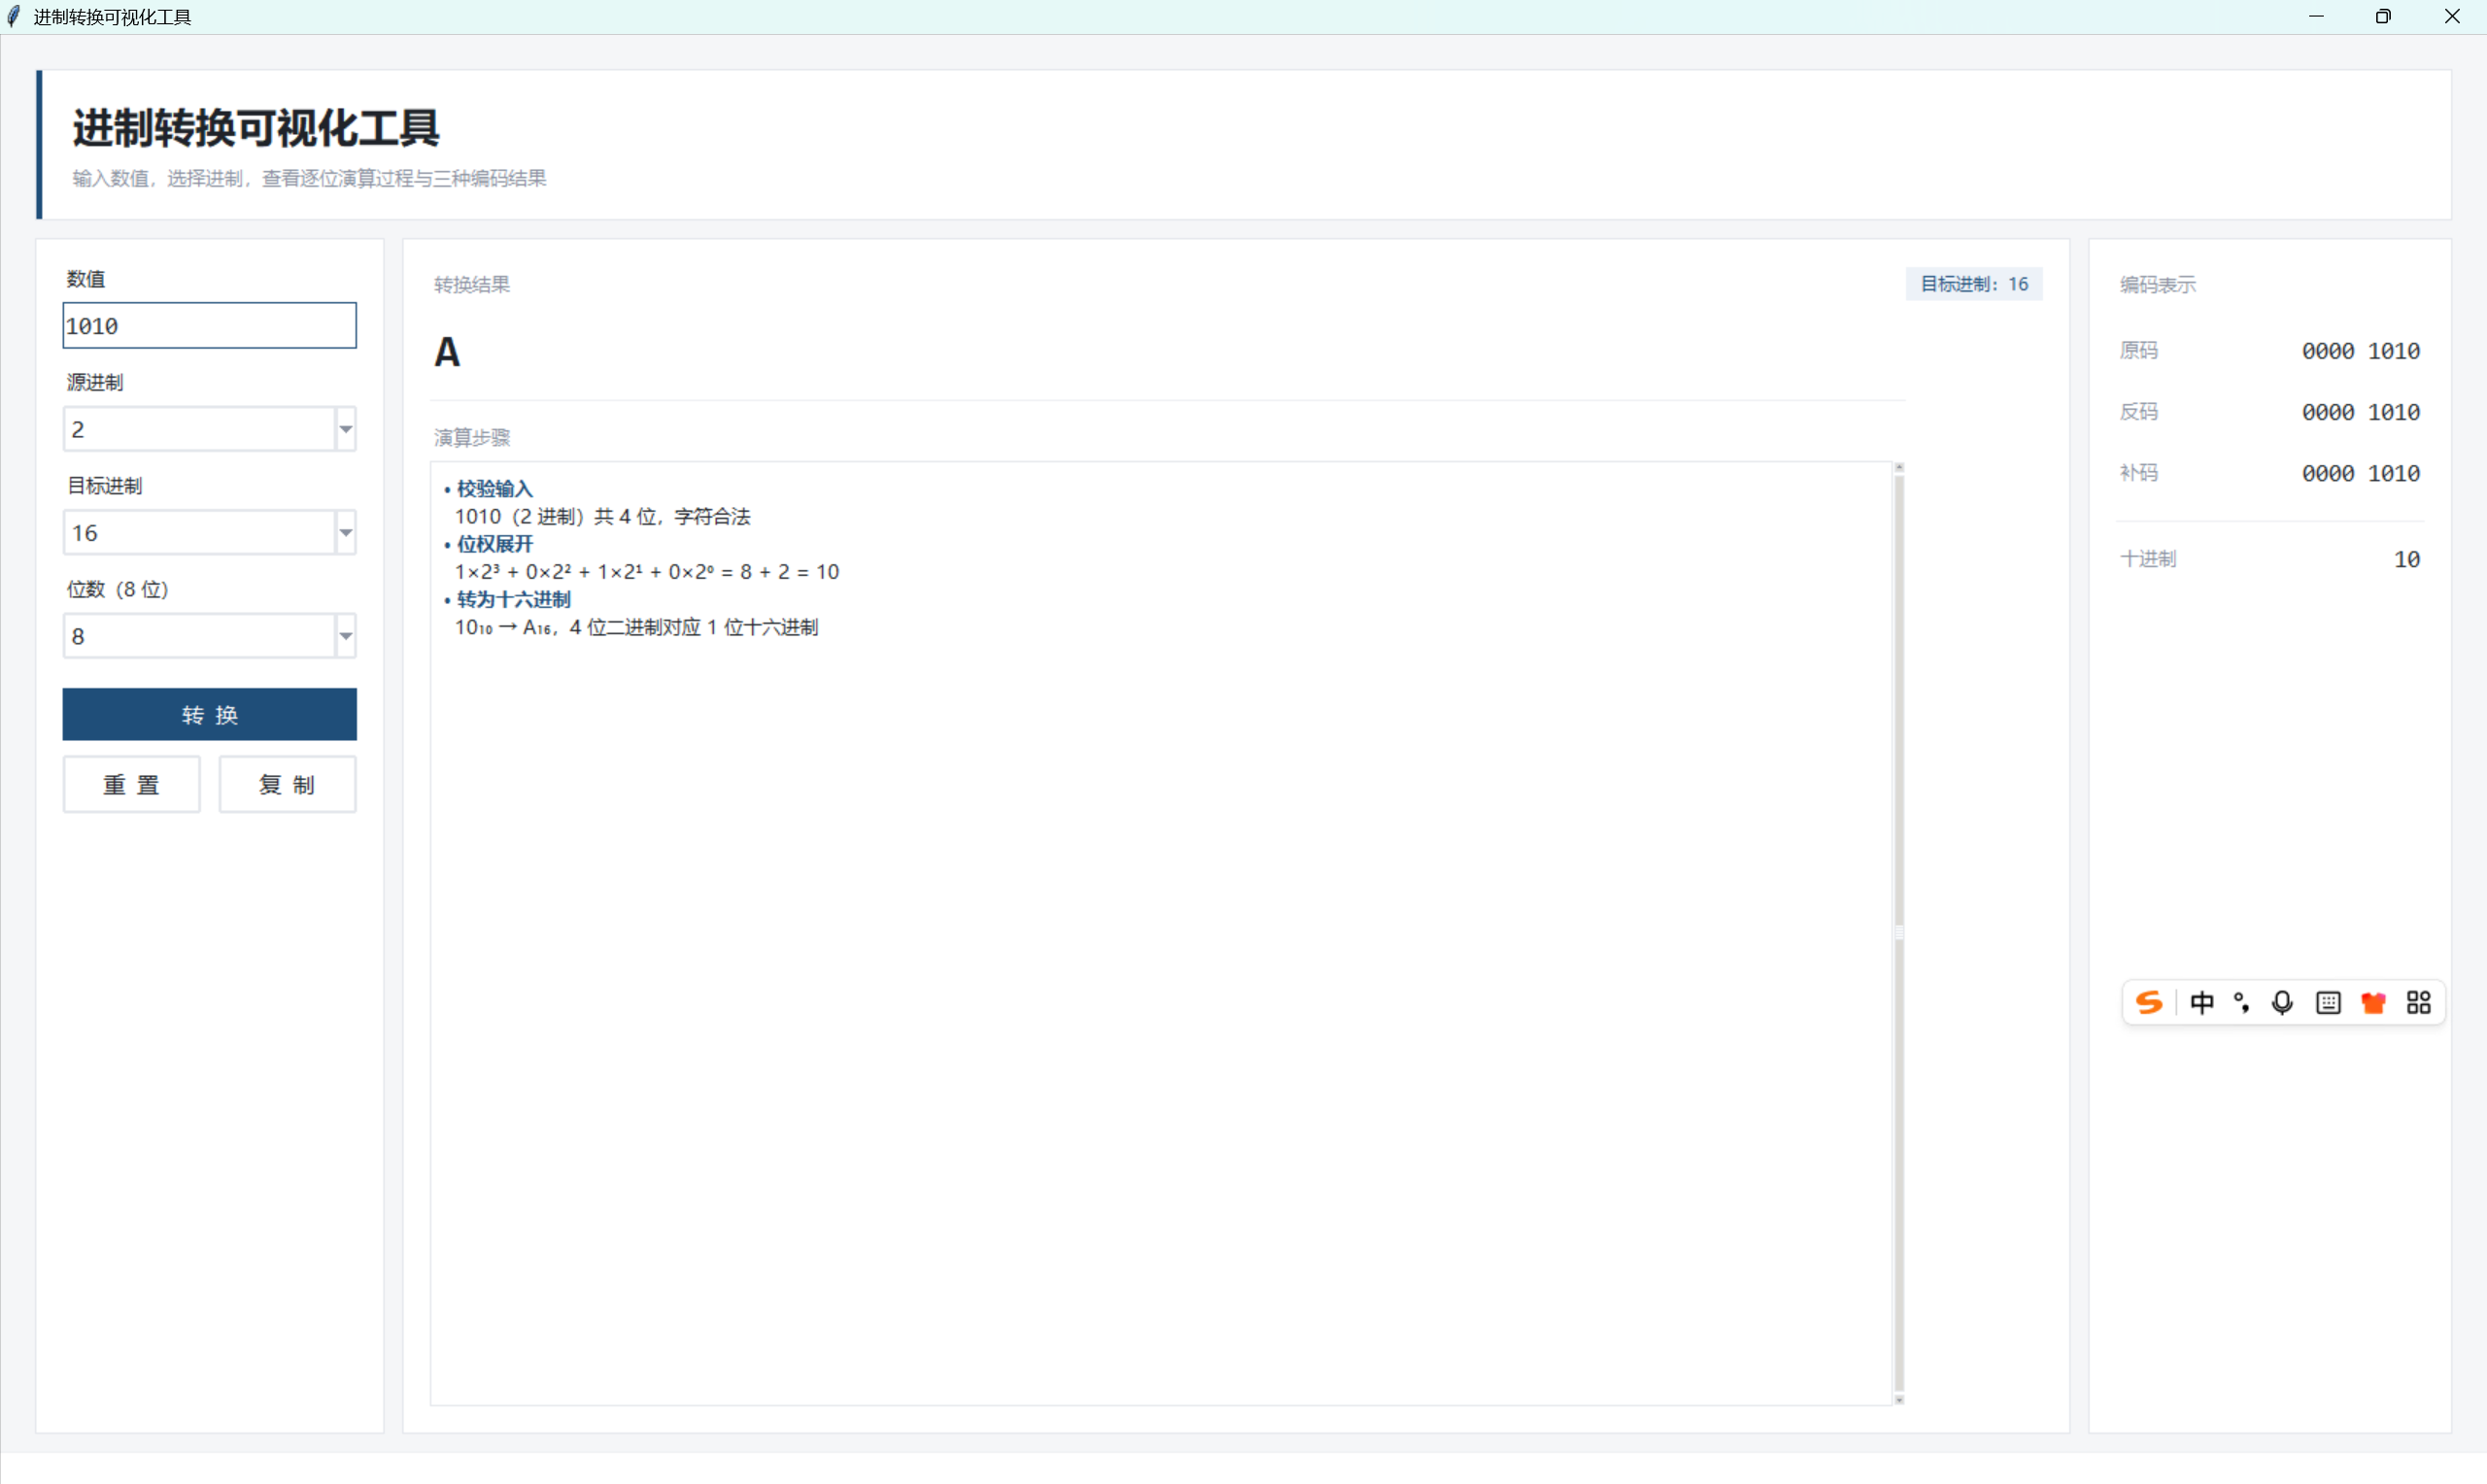 进制转换可视化工具
进制转换可视化工具
输入数值，选择进制，查看逐位演算过程与三种编码结果
数值
1010
源进制
2
目标进制
16
位数（8 位）
8
转 换
重 置
复 制
转换结果
目标进制：16
A
演算步骤
• 校验输入
1010（2 进制）共 4 位，字符合法
• 位权展开
1×2³ + 0×2² + 1×2¹ + 0×2⁰ = 8 + 2 = 10
• 转为十六进制
10₁₀ → A₁₆，4 位二进制对应 1 位十六进制
编码表示
原码 0000 1010
反码 0000 1010
补码 0000 1010
十进制 10
中